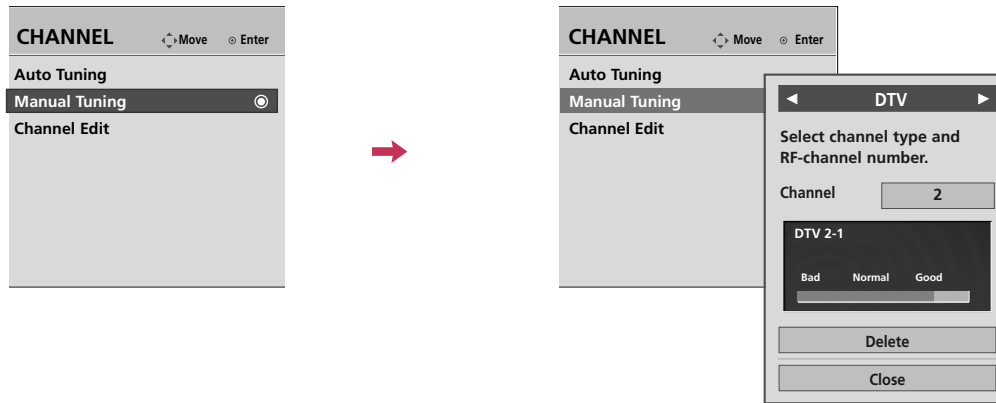 CHANNEL Move Enter
Auto Tuning
Manual Tuning
Channel Edit
CHANNEL Move Enter
Auto Tuning
Manual Tuning
Channel Edit
DTV
Select channel type and
RF-channel number.
Channel 2
DTV 2-1
Bad Normal Good
Delete
Close